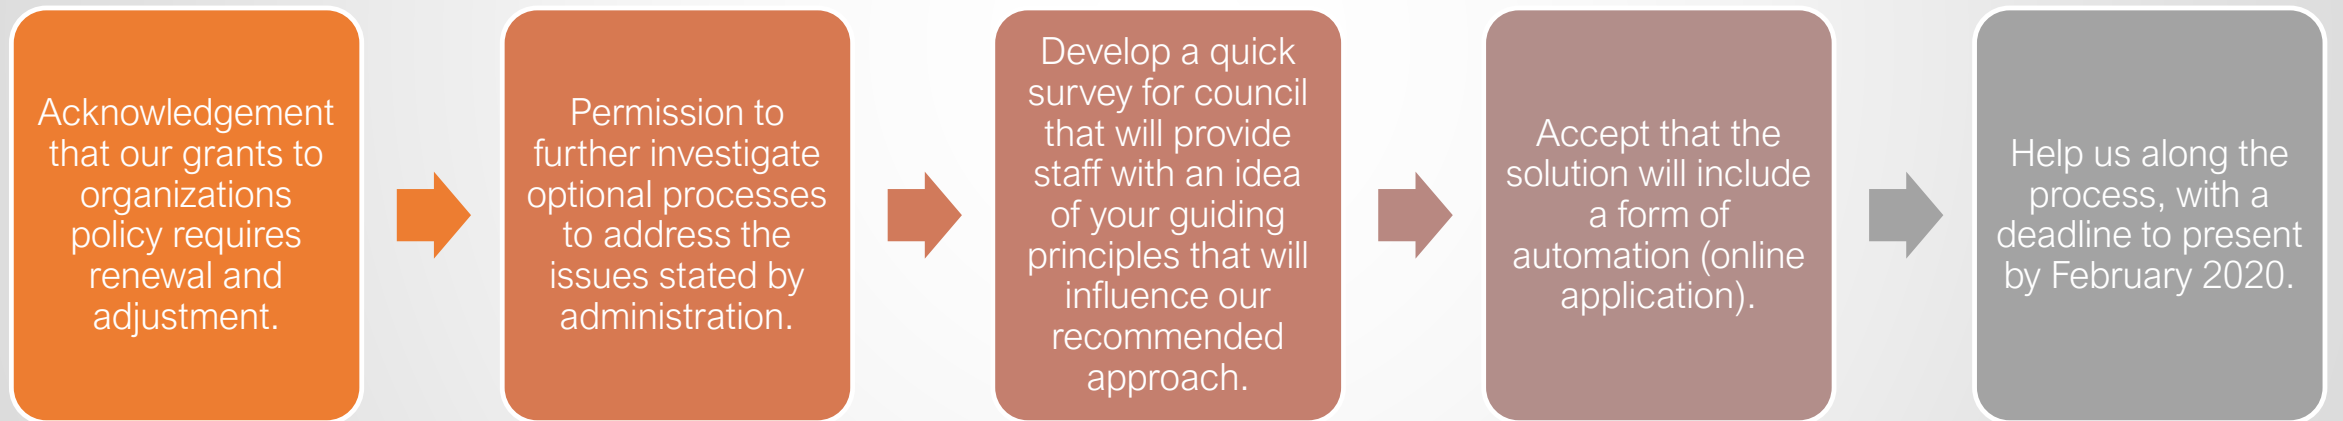 Acknowledgement
that our grants to
organizations
policy requires
renewal and
adjustment.
Permission to
further investigate
optional processes
to address the
issues stated by
administration.
Develop a quick
survey for council
that will provide
staff with an idea
of your guiding
principles that will
influence our
recommended
approach.
Accept that the
solution will include
a form of
automation (online
application).
Help us along the
process, with a
deadline to present
by February 2020.